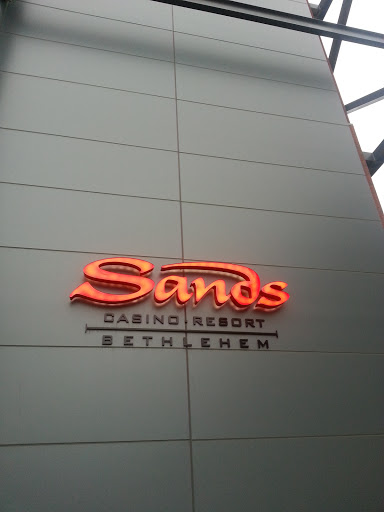 Sands
CASINO · RESORT
BETHLEHEM